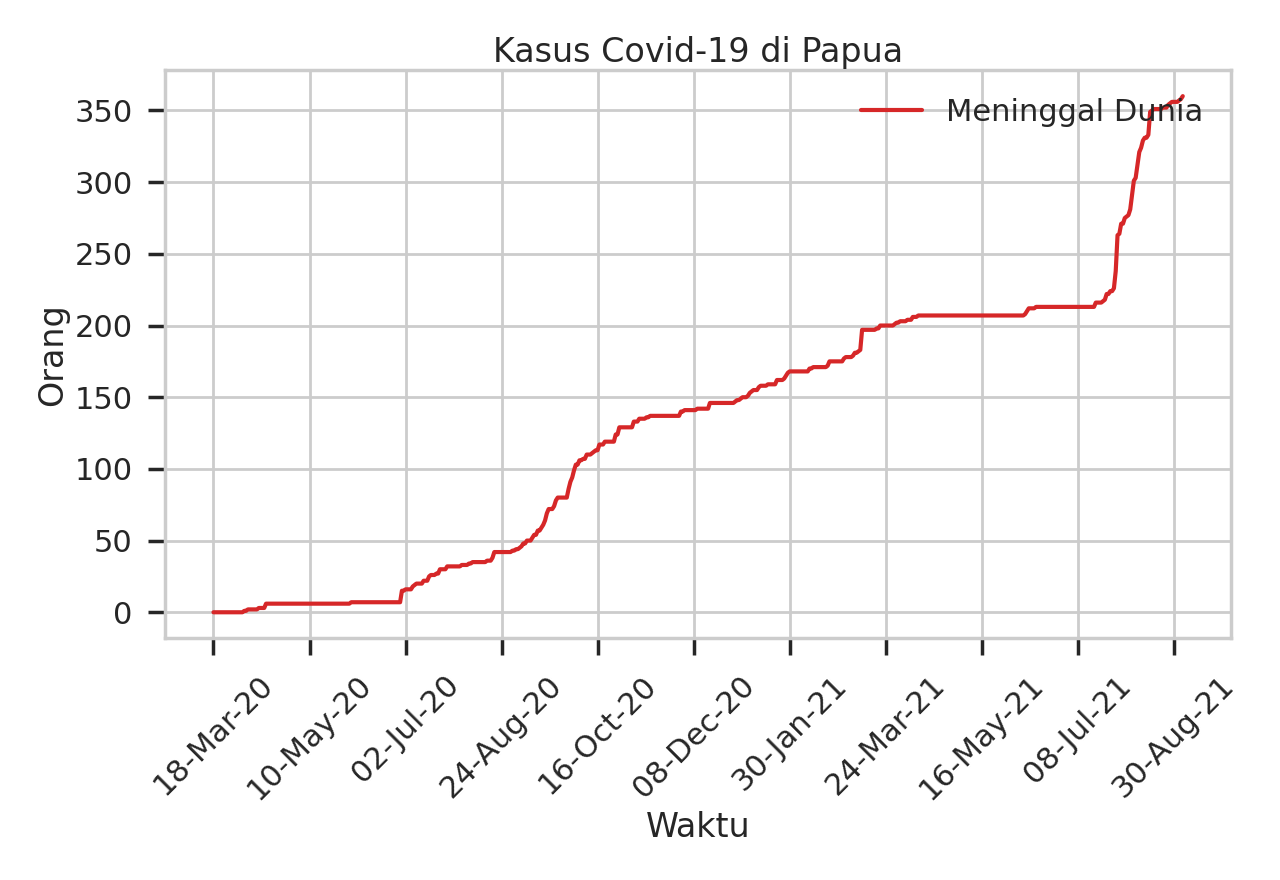 Kasus Covid-19 di Papua
Meninggal Dunia
Orang
350
300
250
200
150
100
50
0
18-Mar-20
10-May-20
02-Jul-20
24-Aug-20
16-Oct-20
08-Dec-20
30-Jan-21
24-Mar-21
16-May-21
08-Jul-21
30-Aug-21
Waktu